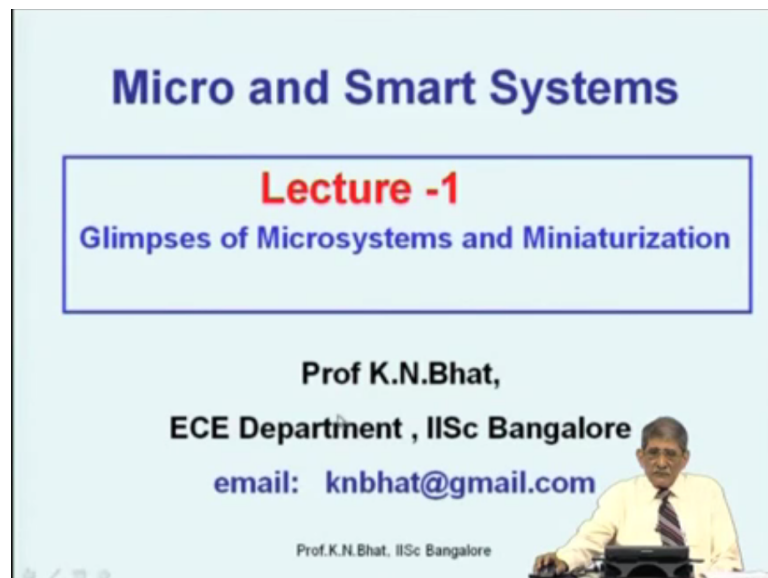 Micro and Smart Systems
Lecture -1
Glimpses of Microsystems and Miniaturization
Prof K.N.Bhat,
ECE Department , IISc Bangalore
email: knbhat@gmail.com
Prof.K.N.Bhat, IISc Bangalore